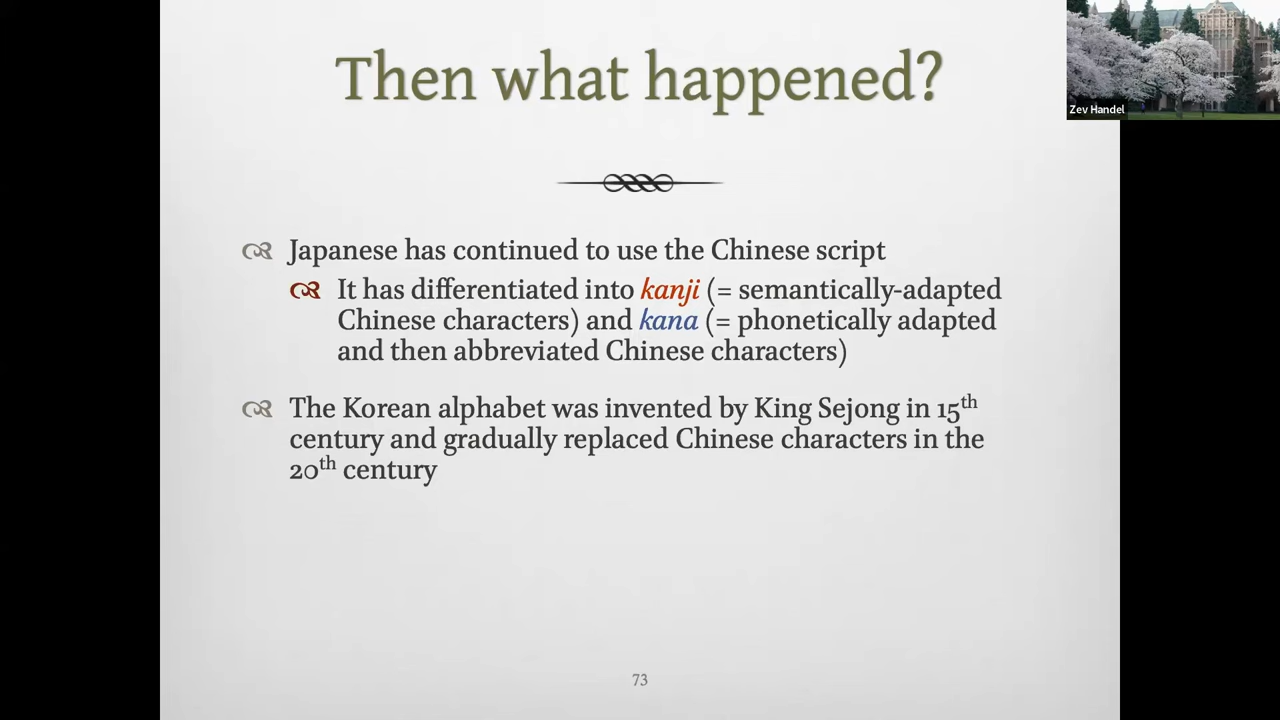 Then what happened?
Zev Handel
Japanese has continued to use the Chinese script
It has differentiated into kanji (= semantically-adapted
Chinese characters) and kana (= phonetically adapted
and then abbreviated Chinese characters)
The Korean alphabet was invented by King Sejong in 15th
century and gradually replaced Chinese characters in the
20th century
73